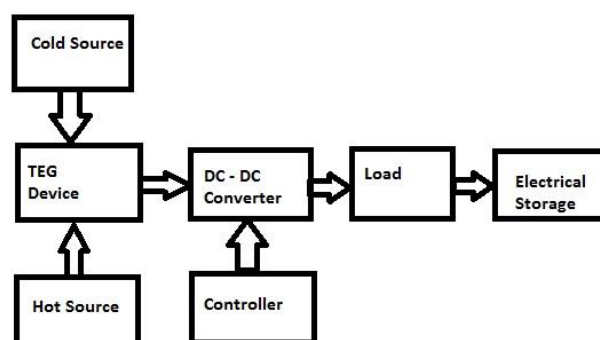 Cold Source
TEG
Device
DC - DC
Converter
Load
Electrical
Storage
Hot Source
Controller